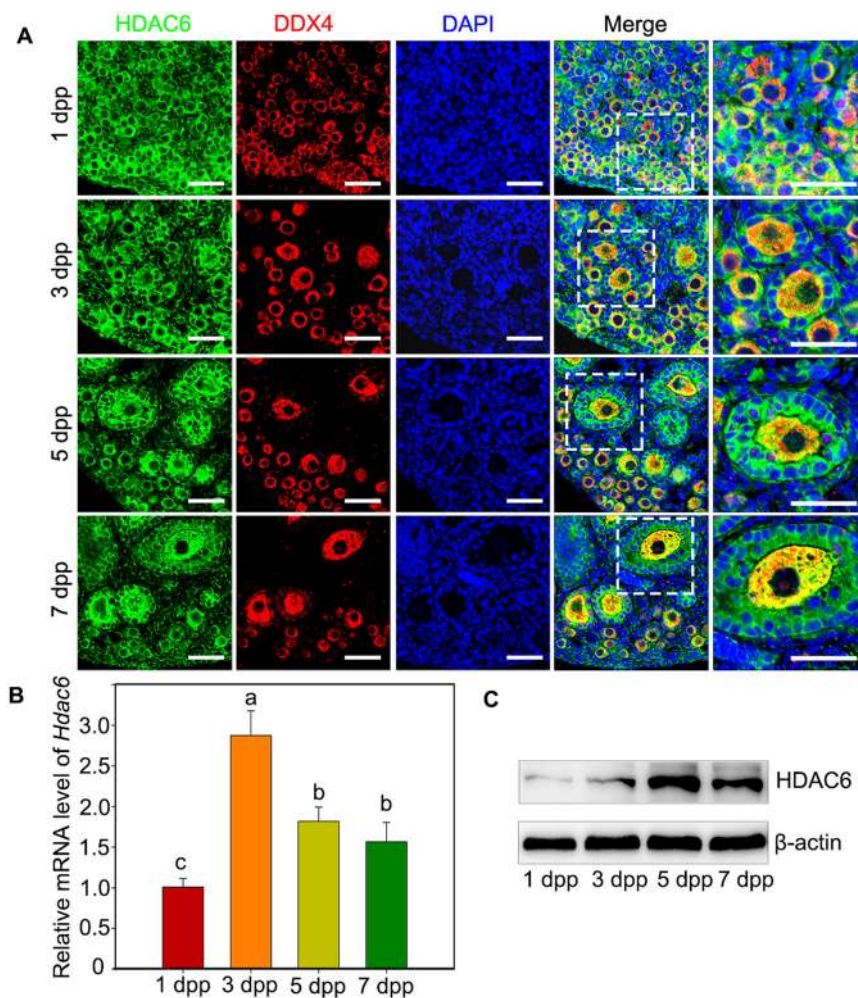 HDAC6 DDX4 DAPI Merge
A
1 dpp
3 dpp
5 dpp
7 dpp
B
Relative mRNA level of Hdac6
3.0
2.5
2.0
1.5
1.0
0.5
0
c
a
b
b
1 dpp 3 dpp 5 dpp 7 dpp
C
HDAC6
β-actin
1 dpp 3 dpp 5 dpp 7 dpp